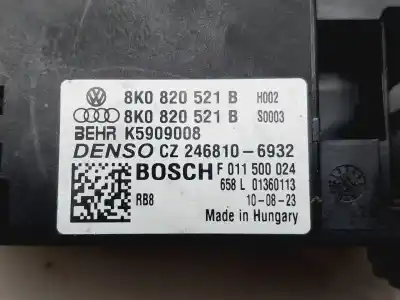 8K0 820 521 B H002
8K0 820 521 B S0003
BEHR K5909008
DENSO CZ 246810-6932
BOSCH F 011 500 024
658 L 01360113
RB8 10-08-23
Made in Hungary